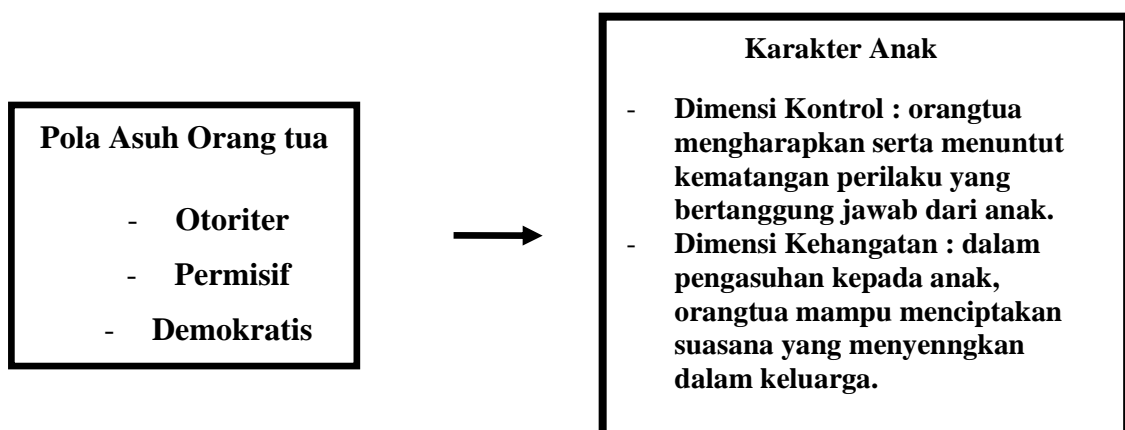 Pola Asuh Orang tua
- Otoriter
- Permisif
- Demokratis
Karakter Anak
- Dimensi Kontrol : orangtua
mengharapkan serta menuntut
kematangan perilaku yang
bertanggung jawab dari anak.
- Dimensi Kehangatan : dalam
pengasuhan kepada anak,
orangtua mampu menciptakan
suasana yang menyenngkan
dalam keluarga.